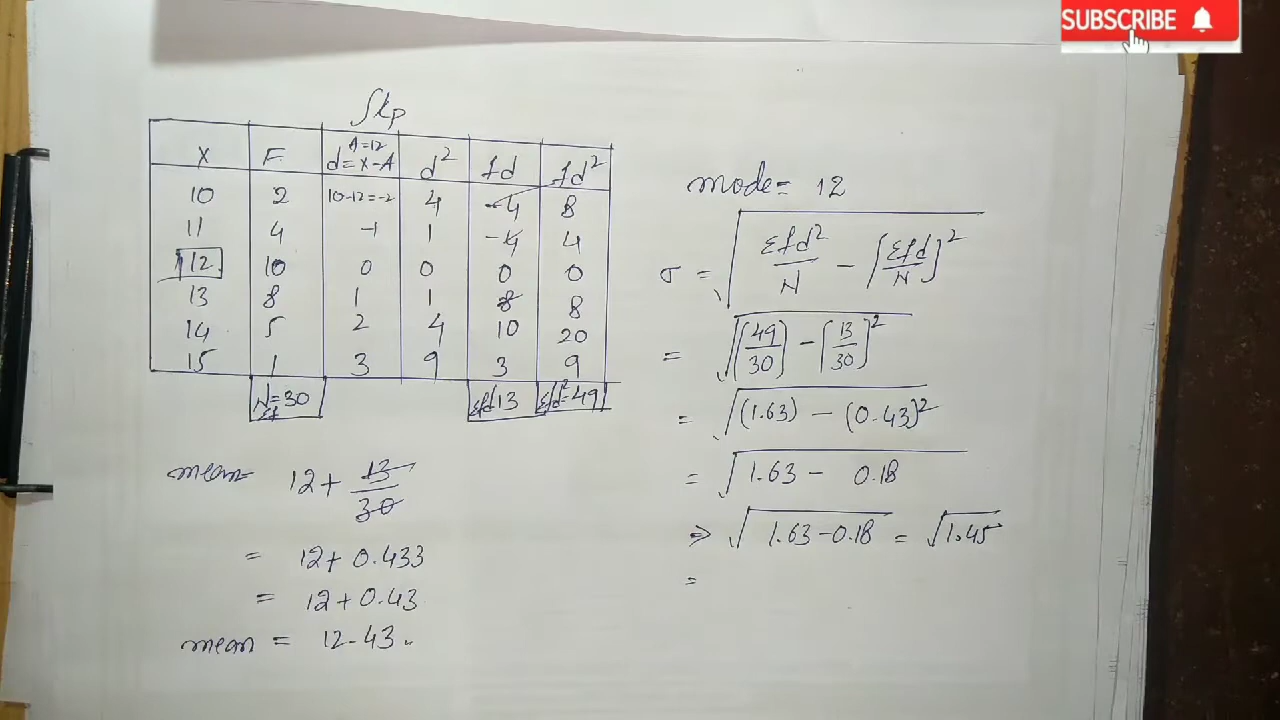 SUBSCRIBE
Skp
X F A=12 d=X-A d² fd fd²
10 2 10-12=-2 4 -4 8
11 4 -1 1 -4 4
12 10 0 0 0 0
13 8 1 1 8 8
14 5 2 4 10 20
15 1 3 9 3 9
N=30 Σfd=13 Σfd²=49
Σf
mean 12+ 13/30
= 12+ 0.433
= 12+0.43
mean = 12-43
mode= 12
σ = √(Σfd²/N - [Σfd/N]²)
= √((49/30) - [13/30]²)
= √((1.63) - (0.43)²)
= √(1.63 - 0.18)
⇒ √(1.63-0.18) = √1.45
=